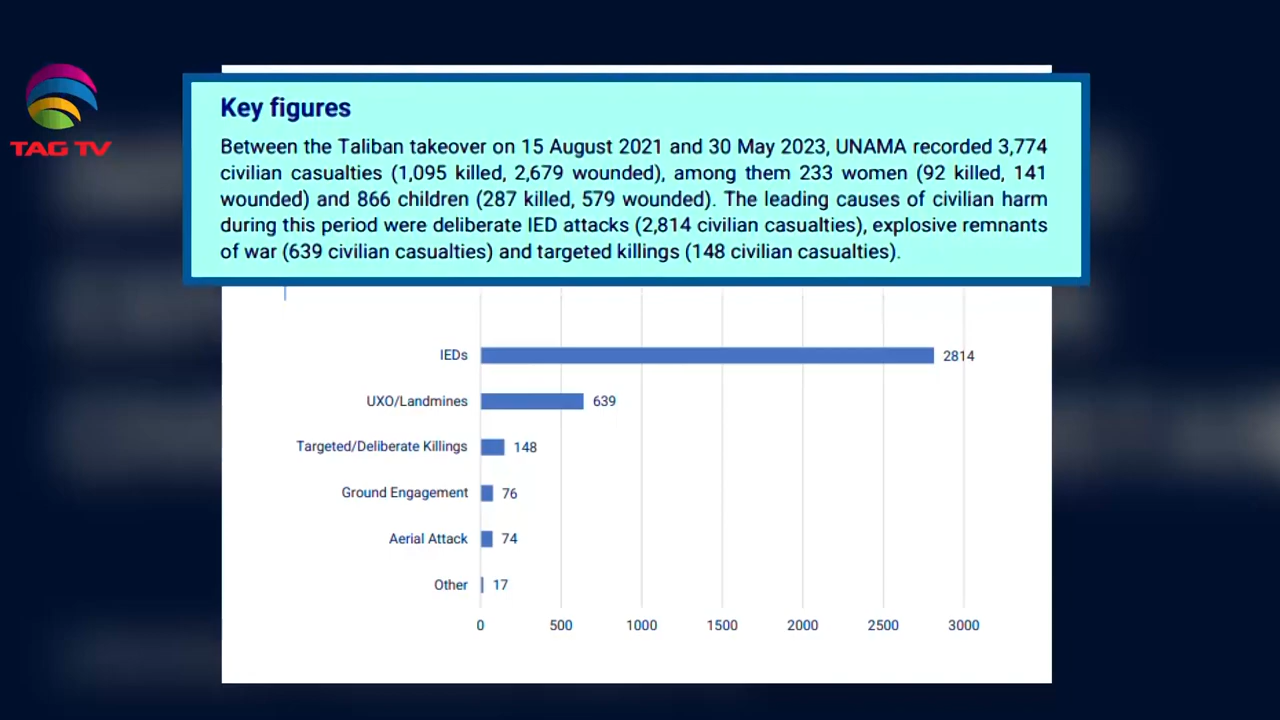 TAG TV
Key figures
Between the Taliban takeover on 15 August 2021 and 30 May 2023, UNAMA recorded 3,774
civilian casualties (1,095 killed, 2,679 wounded), among them 233 women (92 killed, 141
wounded) and 866 children (287 killed, 579 wounded). The leading causes of civilian harm
during this period were deliberate IED attacks (2,814 civilian casualties), explosive remnants
of war (639 civilian casualties) and targeted killings (148 civilian casualties).
IEDs 2814
UXO/Landmines 639
Targeted/Deliberate Killings 148
Ground Engagement 76
Aerial Attack 74
Other 17
0 500 1000 1500 2000 2500 3000